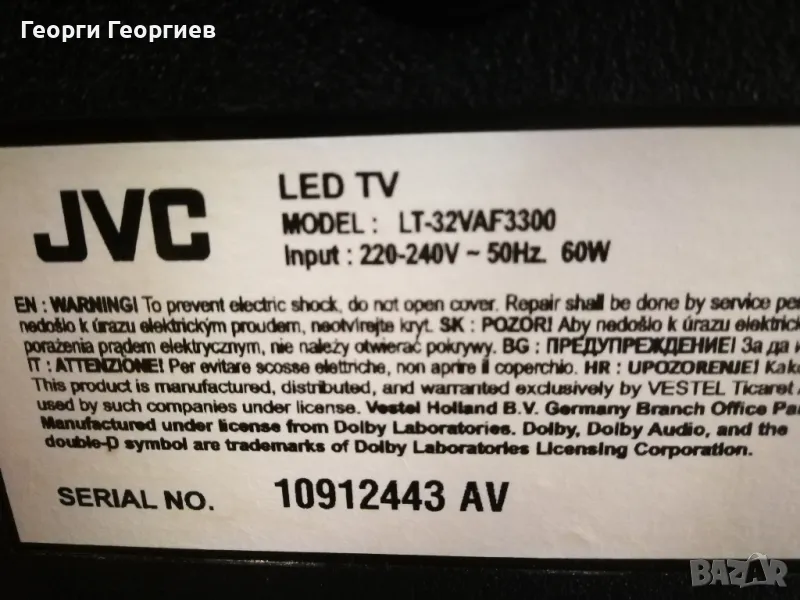 Георги Георгиев
JVC
LED TV
MODEL : LT-32VAF3300
Input : 220-240V ~ 50Hz. 60W
EN : WARNING! To prevent electric shock, do not open cover. Repair shall be done by service per
nedošlo k úrazu elektrickým proudem, neotvírejte kryt. SK : POZOR! Aby nedošlo k úrazu elektrick
porażenia prądem elektrycznym, nie należy otwierać pokrywy. BG : ПРЕДУПРЕЖДЕНИЕ! За да и
IT : ATTENZIONE! Per evitare scosse elettriche, non aprire il coperchio. HR : UPOZORENJE! Kako
This product is manufactured, distributed, and warranted exclusively by VESTEL Ticaret
used by such companies under license. Vestel Holland B.V. Germany Branch Office Par
Manufactured under license from Dolby Laboratories. Dolby, Dolby Audio, and the
double-D symbol are trademarks of Dolby Laboratories Licensing Corporation.
SERIAL NO. 10912443 AV
BAZAR